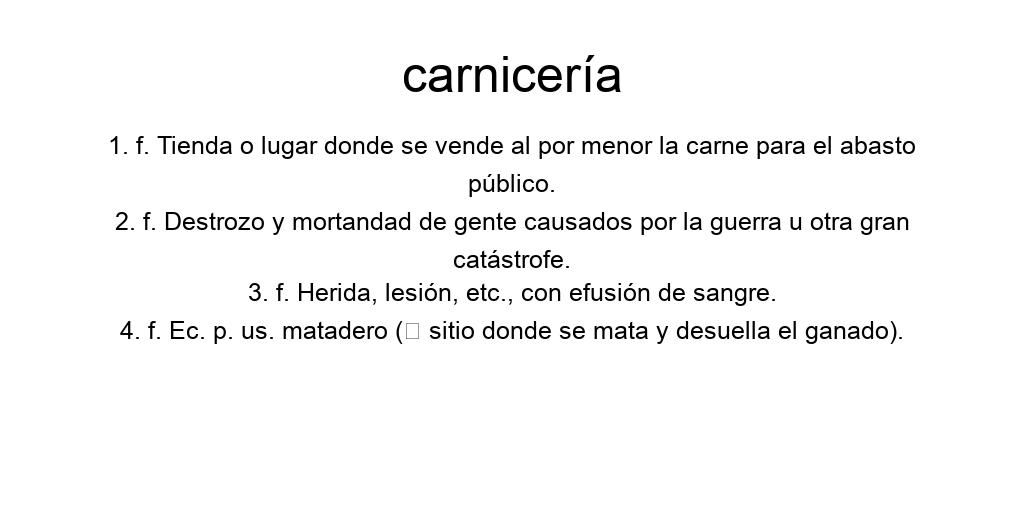 carnicería
1. f. Tienda o lugar donde se vende al por menor la carne para el abasto
público.
2. f. Destrozo y mortandad de gente causados por la guerra u otra gran
catástrofe.
3. f. Herida, lesión, etc., con efusión de sangre.
4. f. Ec. p. us. matadero (▯ sitio donde se mata y desuella el ganado).